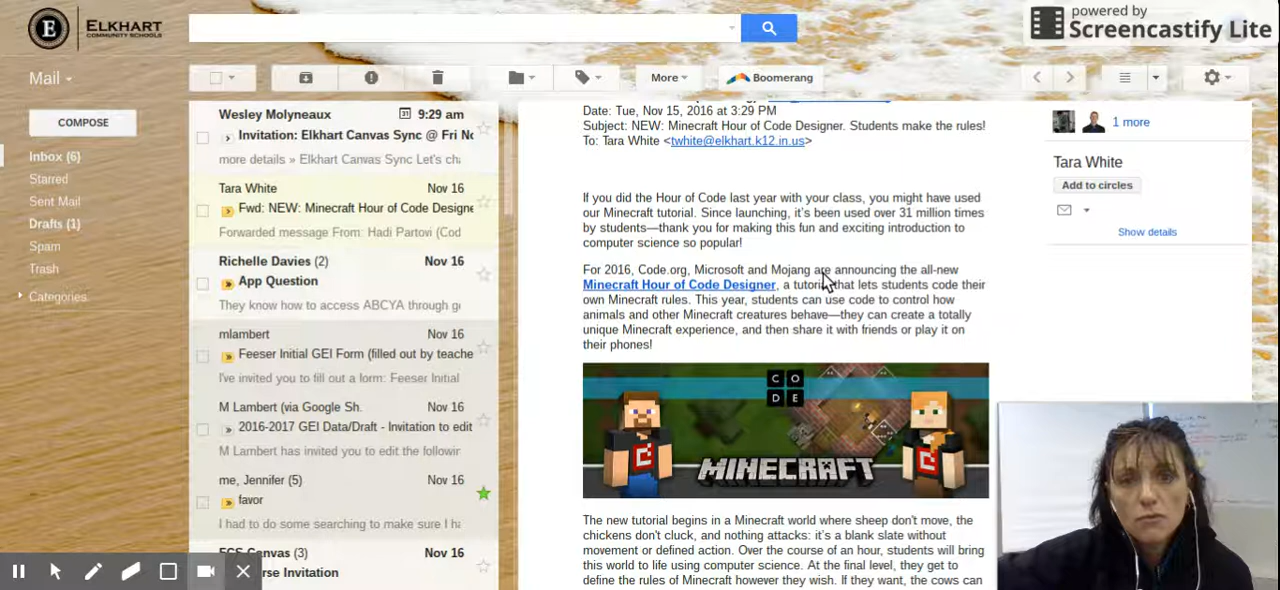 ELKHART
COMMUNITY SCHOOLS
powered by
Screencastify Lite
Mail
More
Boomerang
COMPOSE
Inbox (6)
Starred
Sent Mail
Drafts (1)
Spam
Trash
Categories
Wesley Molyneaux 31 9:29 am
Invitation: Elkhart Canvas Sync @ Fri No
more details » Elkhart Canvas Sync Let's cha
Tara White Nov 16
Fwd: NEW: Minecraft Hour of Code Designe
Forwarded message From: Hadi Partovi (Cod
Richelle Davies (2) Nov 16
App Question
They know how to access ABCYA through go
mlambert Nov 16
Feeser Initial GEI Form (filled out by teache
I've invited you to fill out a form: Feeser Initial
M Lambert (via Google Sh. Nov 16
2016-2017 GEI Data/Draft - Invitation to edit
M Lambert has invited you to edit the followin
me, Jennifer (5) Nov 16
favor
I had to do some searching to make sure I ha
ECS Canvas (3) Nov 16
rse Invitation
Date: Tue, Nov 15, 2016 at 3:29 PM
Subject: NEW: Minecraft Hour of Code Designer. Students make the rules!
To: Tara White <twhite@elkhart.k12.in.us>
If you did the Hour of Code last year with your class, you might have used
our Minecraft tutorial. Since launching, it's been used over 31 million times
by students—thank you for making this fun and exciting introduction to
computer science so popular!
For 2016, Code.org, Microsoft and Mojang are announcing the all-new
Minecraft Hour of Code Designer, a tutorial that lets students code their
own Minecraft rules. This year, students can use code to control how
animals and other Minecraft creatures behave—they can create a totally
unique Minecraft experience, and then share it with friends or play it on
their phones!
CO
DE
MINECRAFT
The new tutorial begins in a Minecraft world where sheep don't move, the
chickens don't cluck, and nothing attacks: it's a blank slate without
movement or defined action. Over the course of an hour, students will bring
this world to life using computer science. At the final level, they get to
define the rules of Minecraft however they wish. If they want, the cows can
1 more
Tara White
Add to circles
Show details